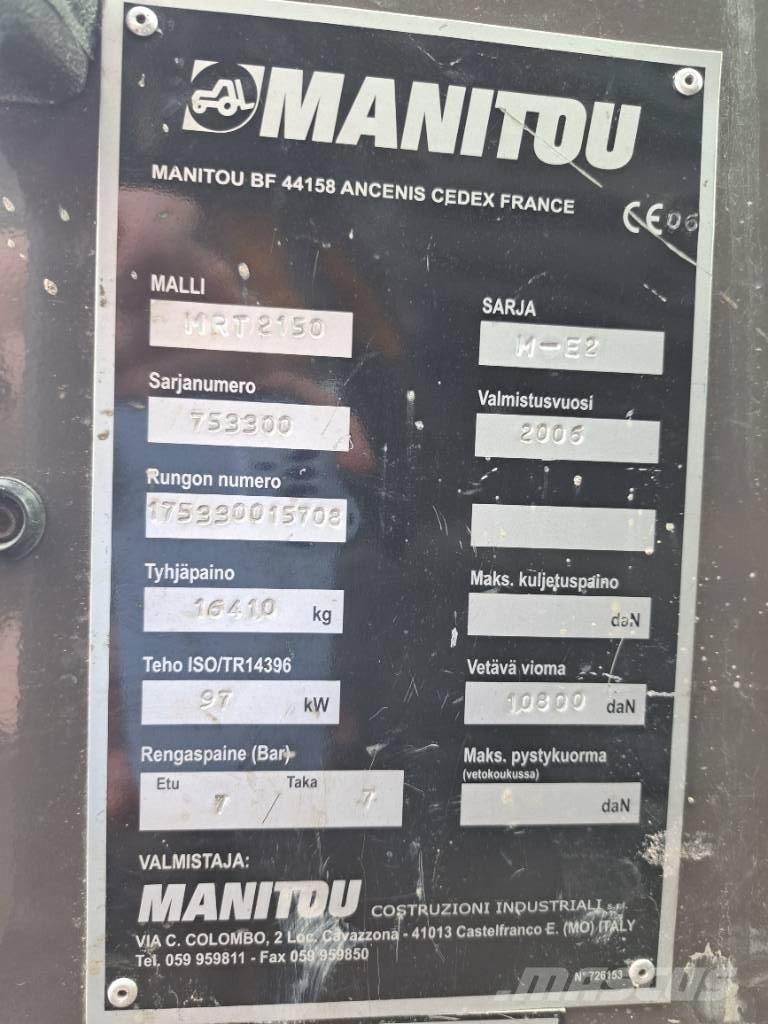 MANITOU
MANITOU BF 44158 ANCENIS CEDEX FRANCE
CE06
MALLI
MRT 2150
SARJA
M-E2
Sarjanumero
753300
Valmistusvuosi
2006
Rungon numero
175330015708
Tyhjäpaino
16410 kg
Maks. kuljetuspaino
daN
Teho ISO/TR14396
97 kW
Vetävä vioma
10800 daN
Rengaspaine (Bar)
Etu 7 / Taka 7
Maks. pystykuorma
(vetokoukussa)
daN
VALMISTAJA:
MANITOU COSTRUZIONI INDUSTRIALI s.r.l.
VIA C. COLOMBO, 2 Loc. Cavazzona - 41013 Castelfranco E. (MO) ITALY
Tel. 059 959811 - Fax 059 959850
N° 726153
MASCUS